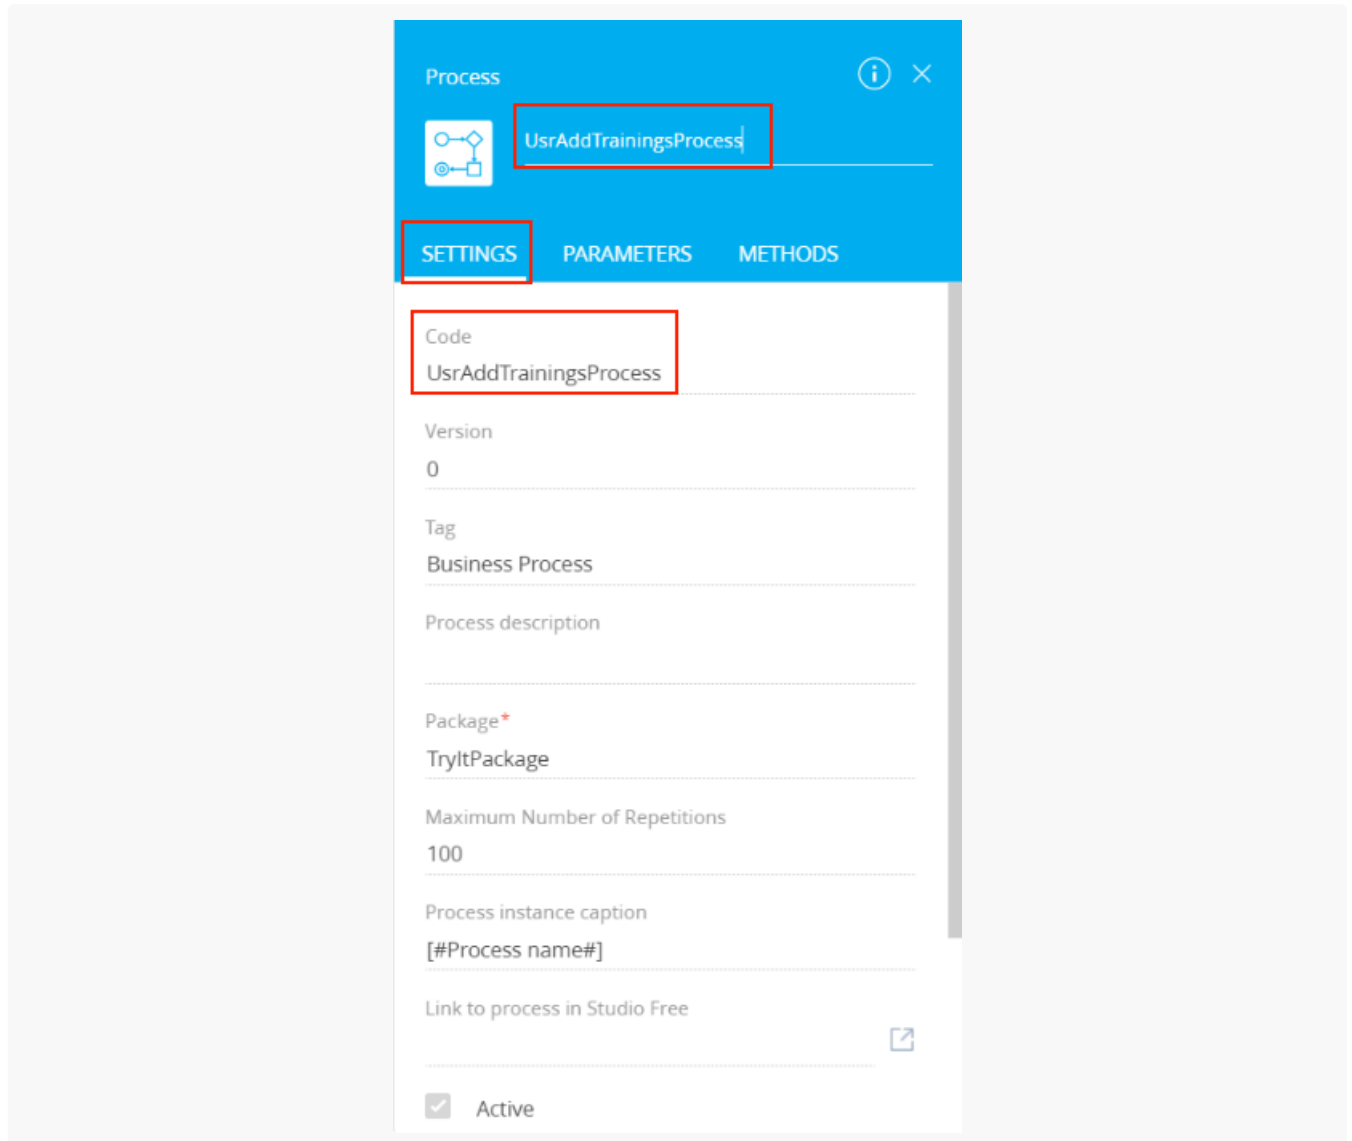 Process
UsrAddTrainingsProcess
SETTINGS PARAMETERS METHODS
Code
UsrAddTrainingsProcess
Version
0
Tag
Business Process
Process description
Package*
TryItPackage
Maximum Number of Repetitions
100
Process instance caption
[#Process name#]
Link to process in Studio Free
Active